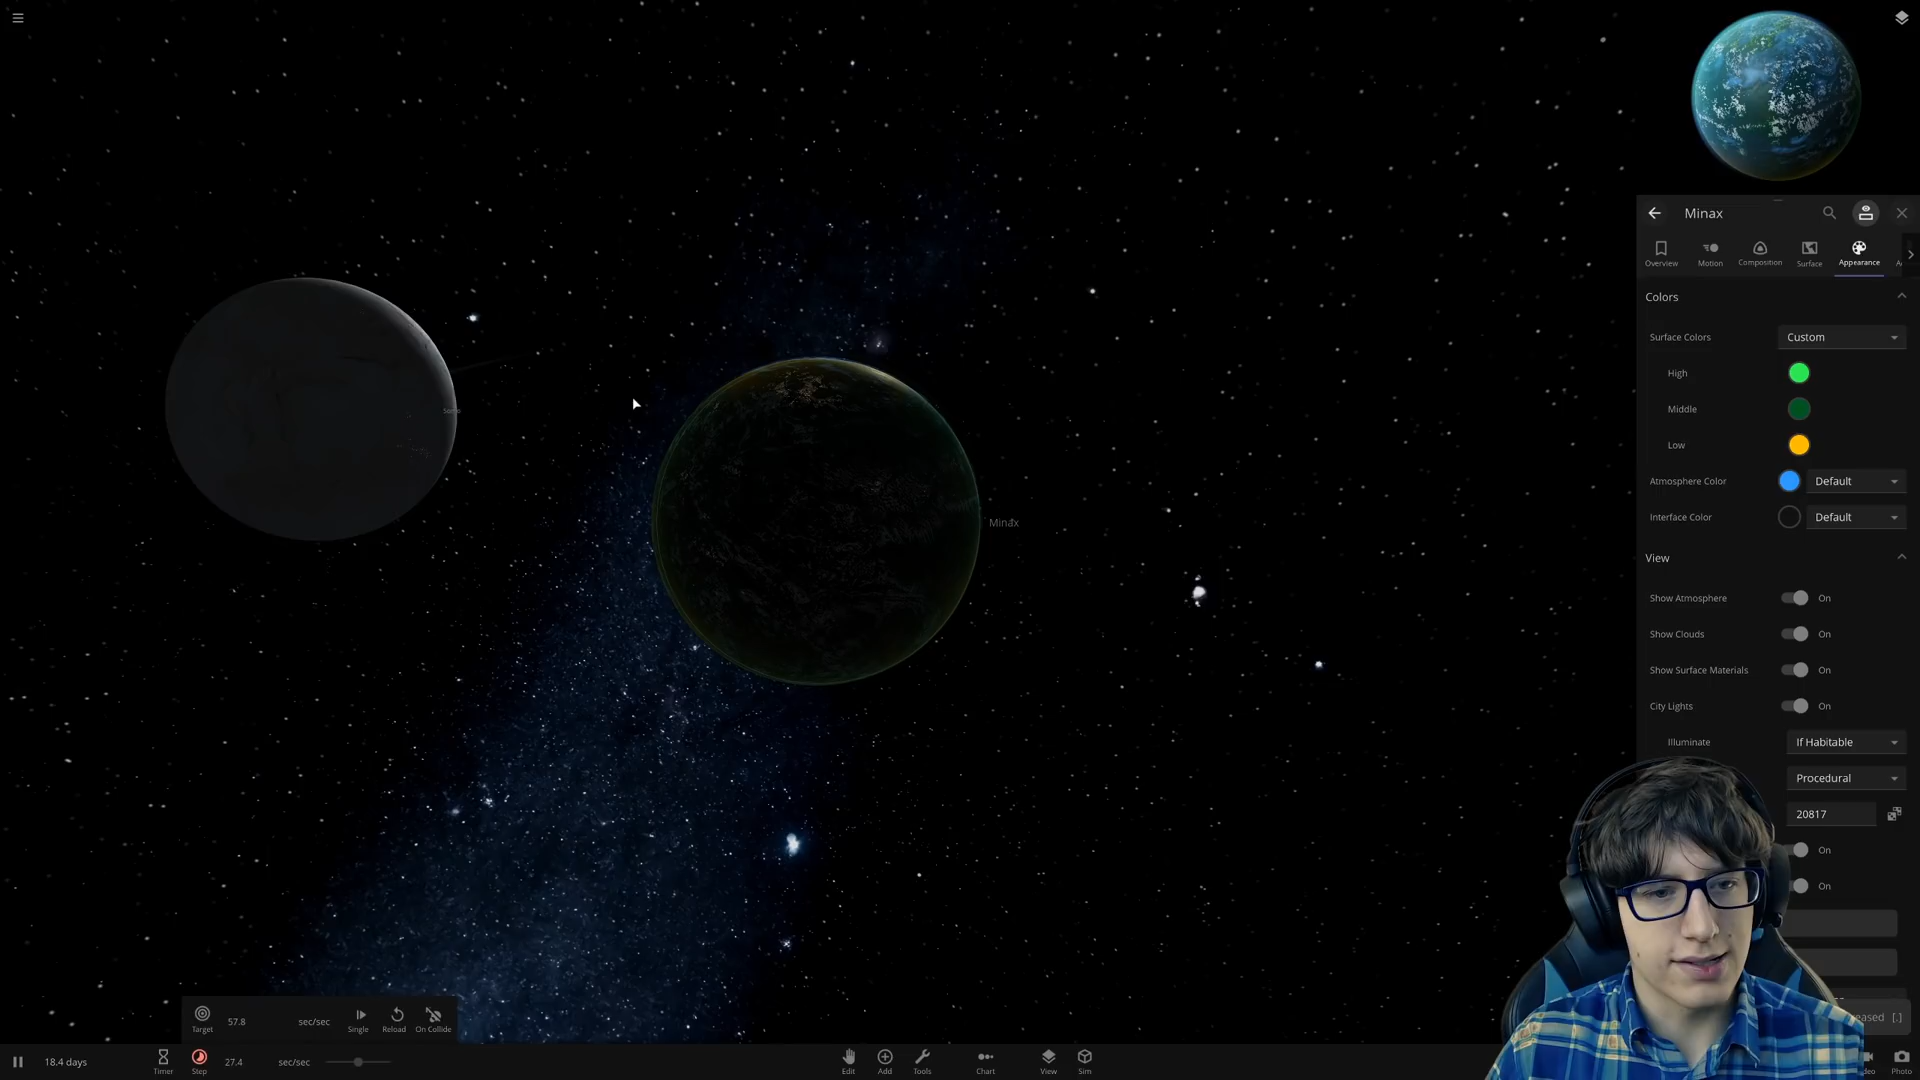 Minax
Overview
Motion
Composition
Surface
Appearance
Colors
Surface Colors
Custom
High
Middle
Low
Atmosphere Color
Default
Interface Color
Default
View
Show Atmosphere
On
Show Clouds
On
Show Surface Materials
On
City Lights
On
Illuminate
If Habitable
Procedural
20817
On
On
eased [.]
Minax
Target
57.8
sec/sec
Single
Reload
On Collide
18.4 days
Timer
Step
27.4
sec/sec
Edit
Add
Tools
Chart
View
Sim
Photo